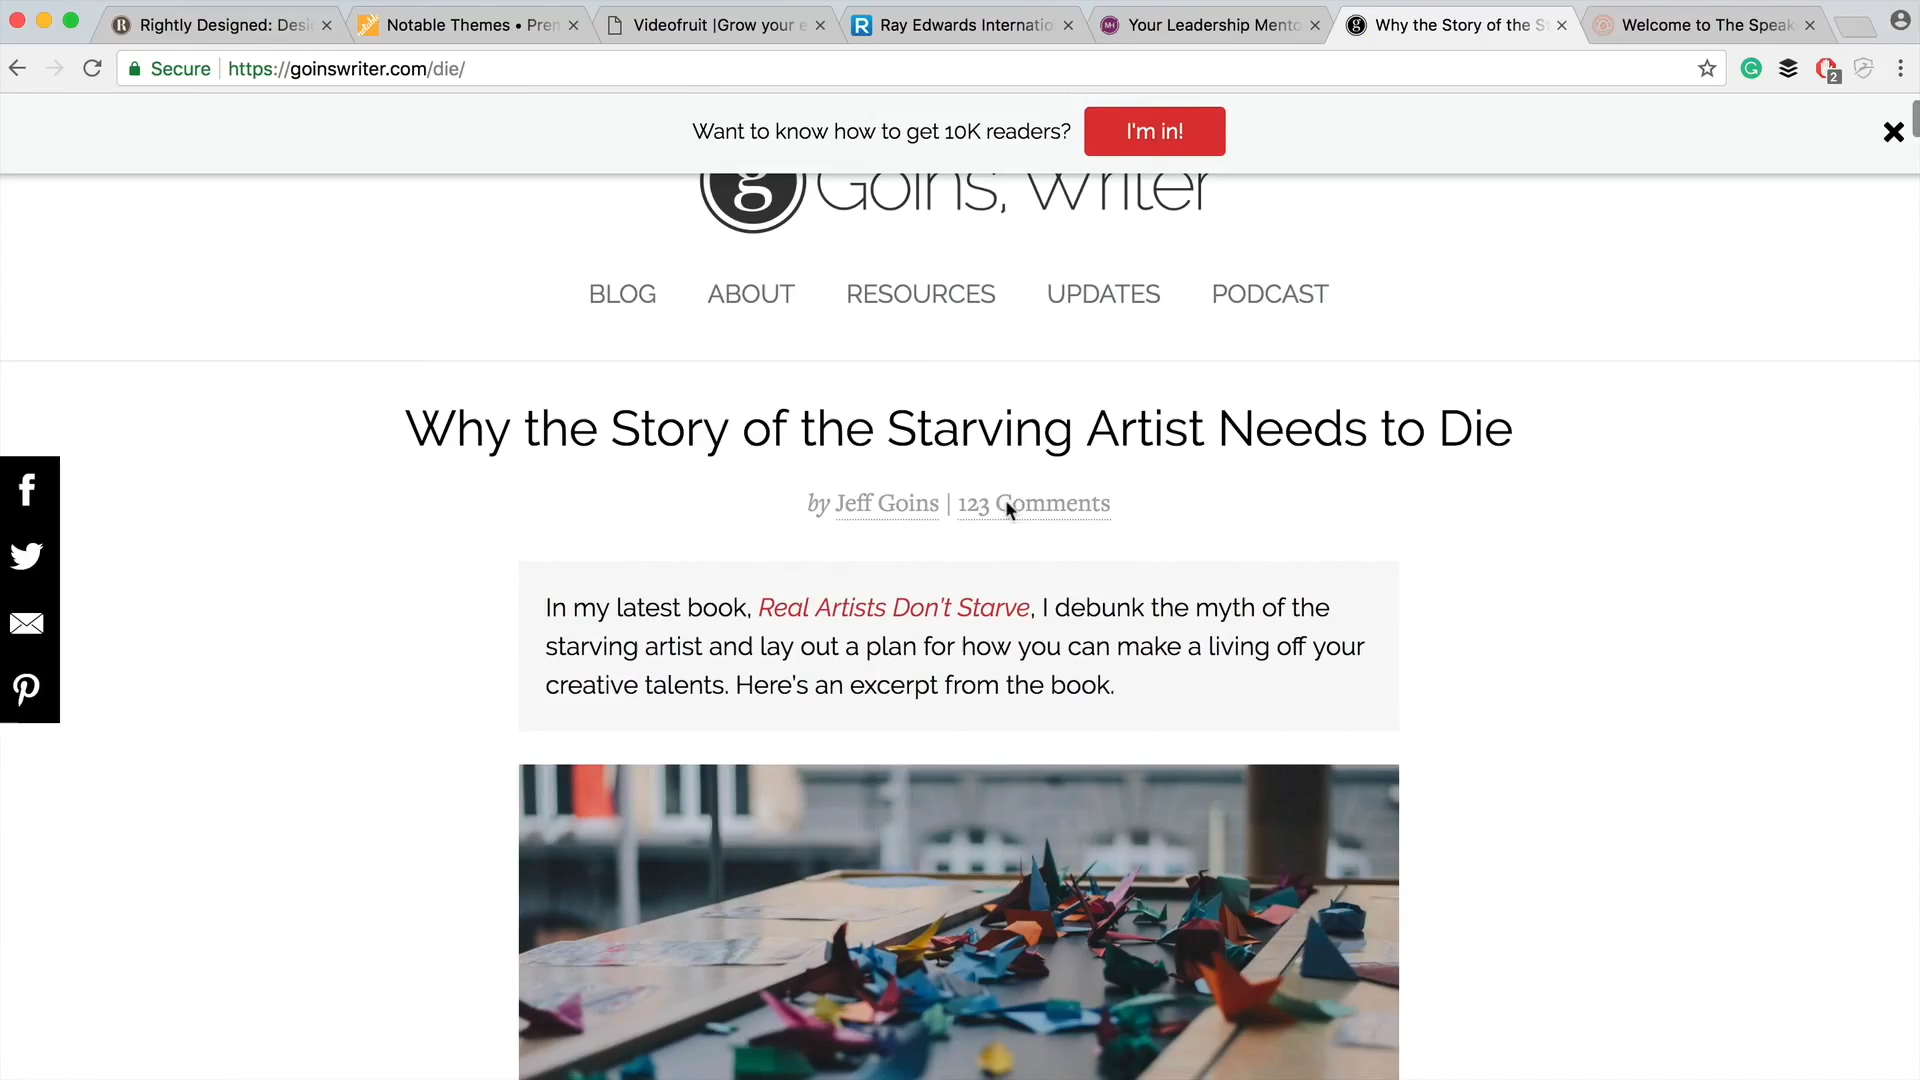 Rightly Designed: Desi
Notable Themes • Pren
Videofruit |Grow your e
Ray Edwards Internatio
Your Leadership Mento
Why the Story of the S
Welcome to The Speak
Secure
https://goinswriter.com/die/
2
Want to know how to get 10K readers?
I'm in!
g Goins, Writer
BLOG
ABOUT
RESOURCES
UPDATES
PODCAST
Why the Story of the Starving Artist Needs to Die
by Jeff Goins | 123 Comments
In my latest book, Real Artists Don't Starve, I debunk the myth of the
starving artist and lay out a plan for how you can make a living off your
creative talents. Here's an excerpt from the book.